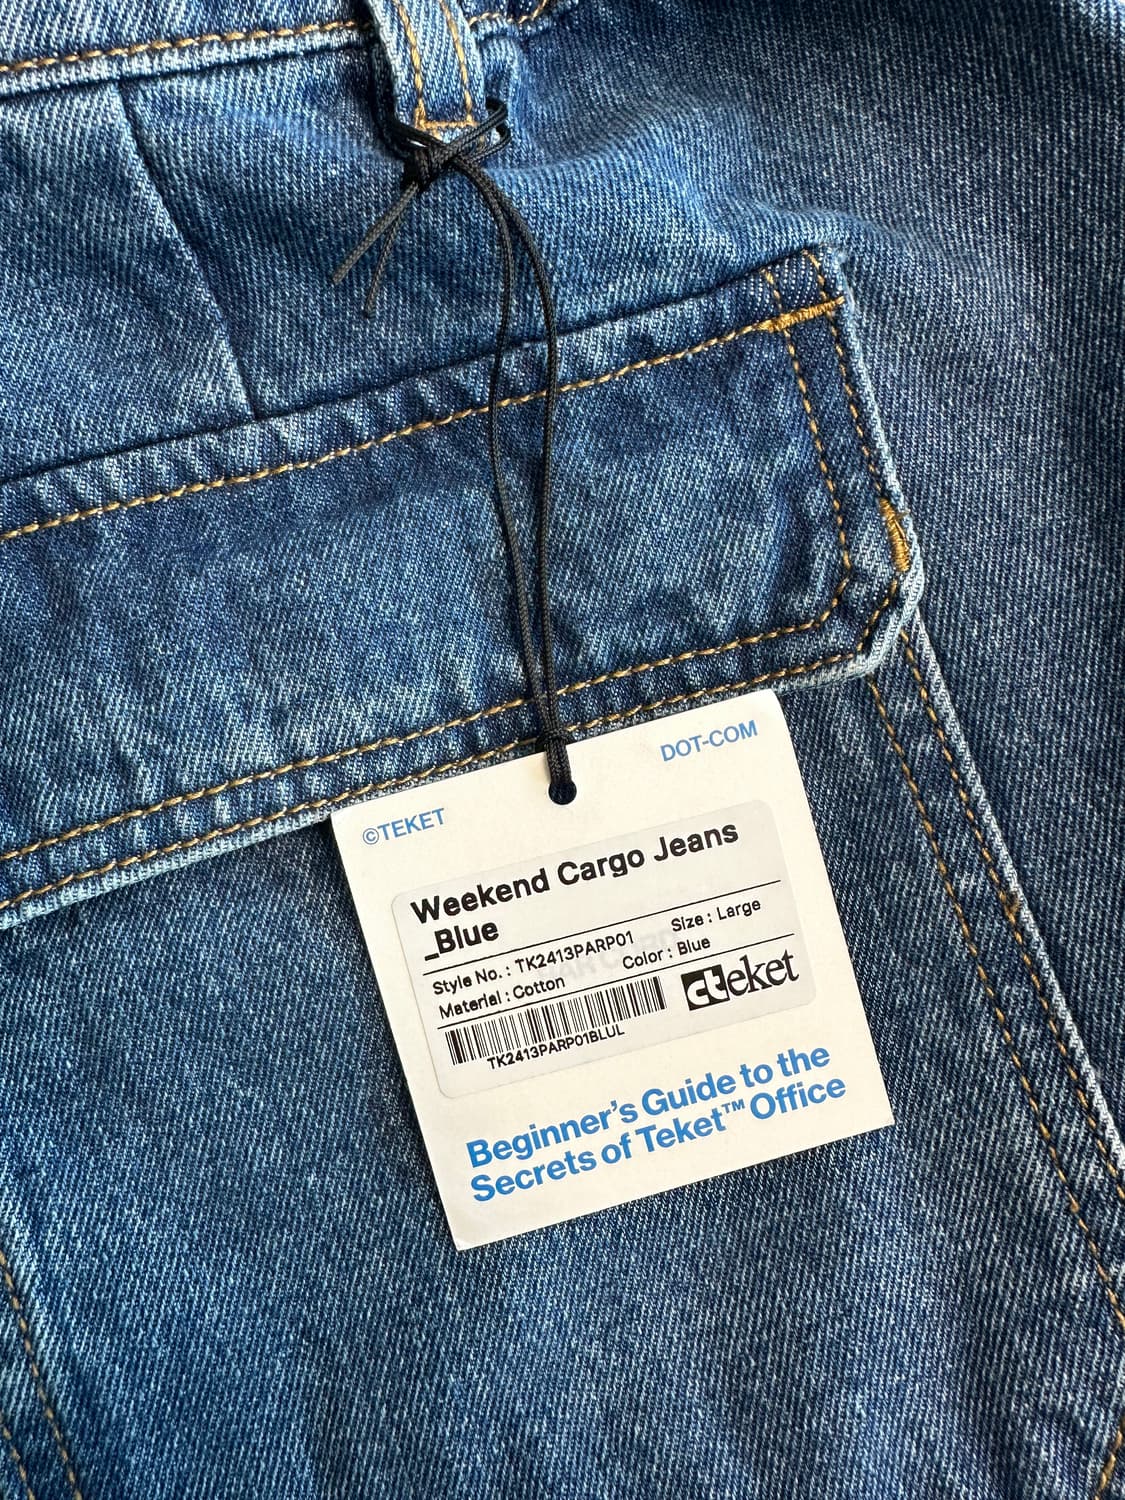 ©TEKET
DOT-COM
Weekend Cargo Jeans
_Blue
Style No. : TK2413PARP01 Size : Large
Material : Cotton Color : Blue
TK2413PARP01BLUL
teket
Beginner's Guide to the
Secrets of Teket™ Office